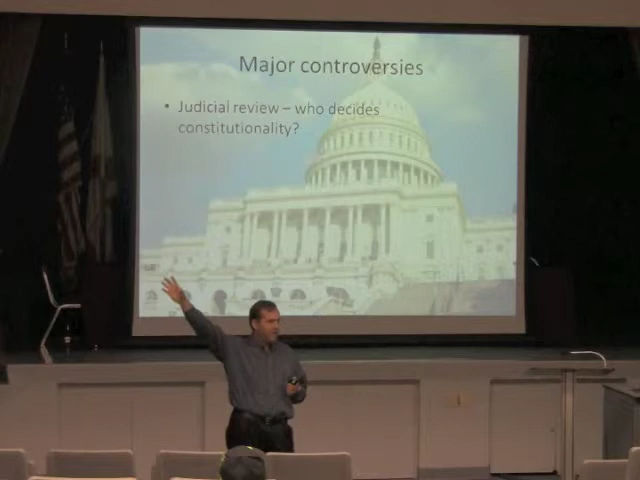 Major controversies
• Judicial review – who decides
constitutionality?